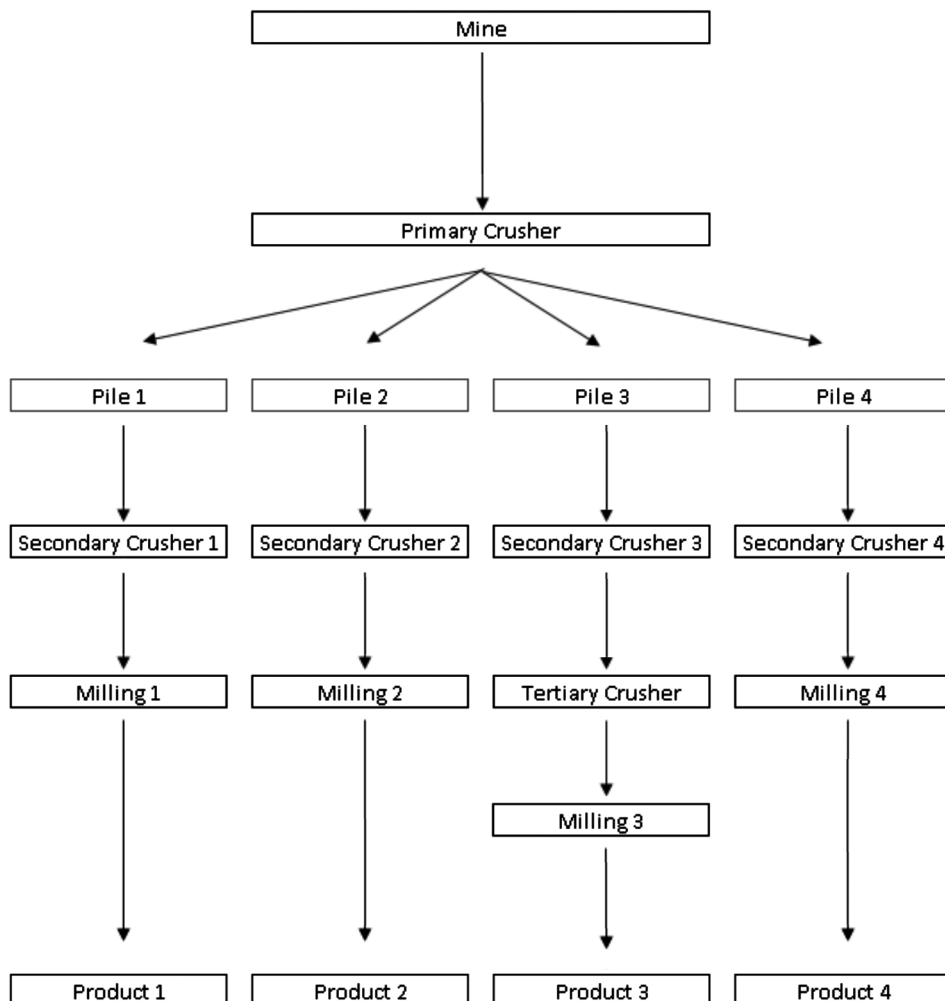 Mine
Primary Crusher
Pile 1
Pile 2
Pile 3
Pile 4
Secondary Crusher 1
Secondary Crusher 2
Secondary Crusher 3
Secondary Crusher 4
Milling 1
Milling 2
Tertiary Crusher
Milling 4
Milling 3
Product 1
Product 2
Product 3
Product 4